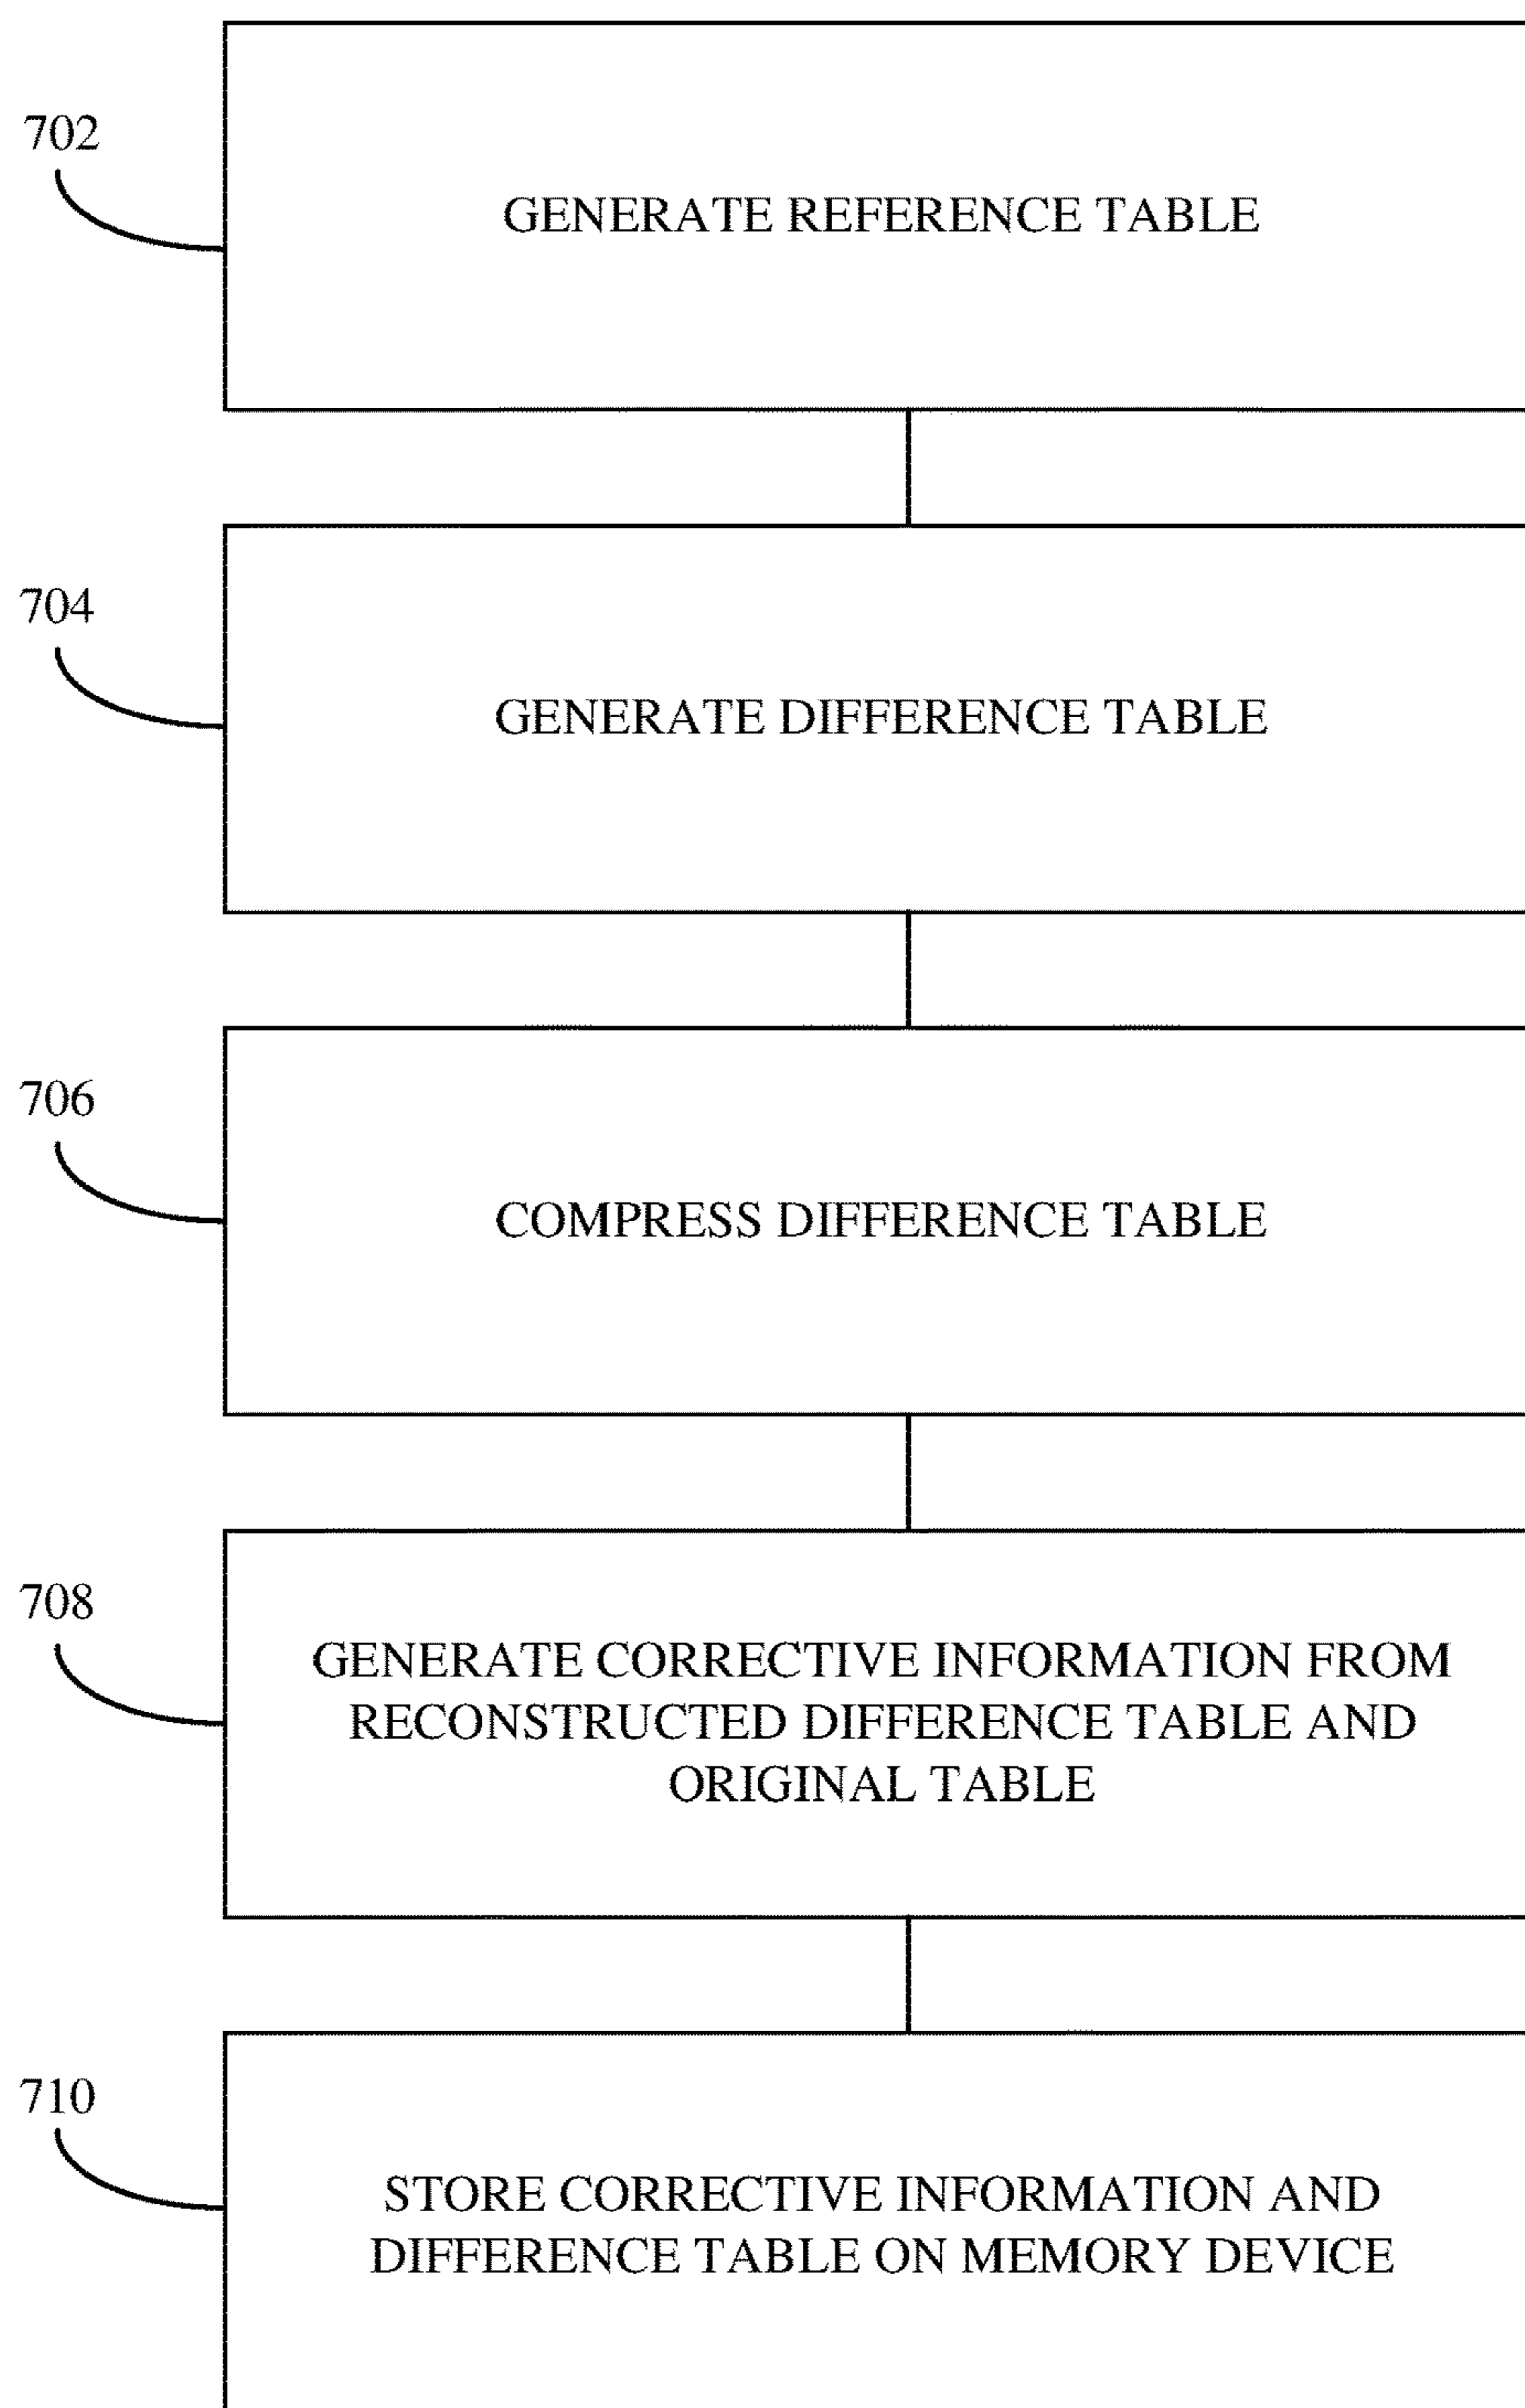 702
GENERATE REFERENCE TABLE
704
GENERATE DIFFERENCE TABLE
706
COMPRESS DIFFERENCE TABLE
708
GENERATE CORRECTIVE INFORMATION FROM
RECONSTRUCTED DIFFERENCE TABLE AND
ORIGINAL TABLE
710
STORE CORRECTIVE INFORMATION AND
DIFFERENCE TABLE ON MEMORY DEVICE